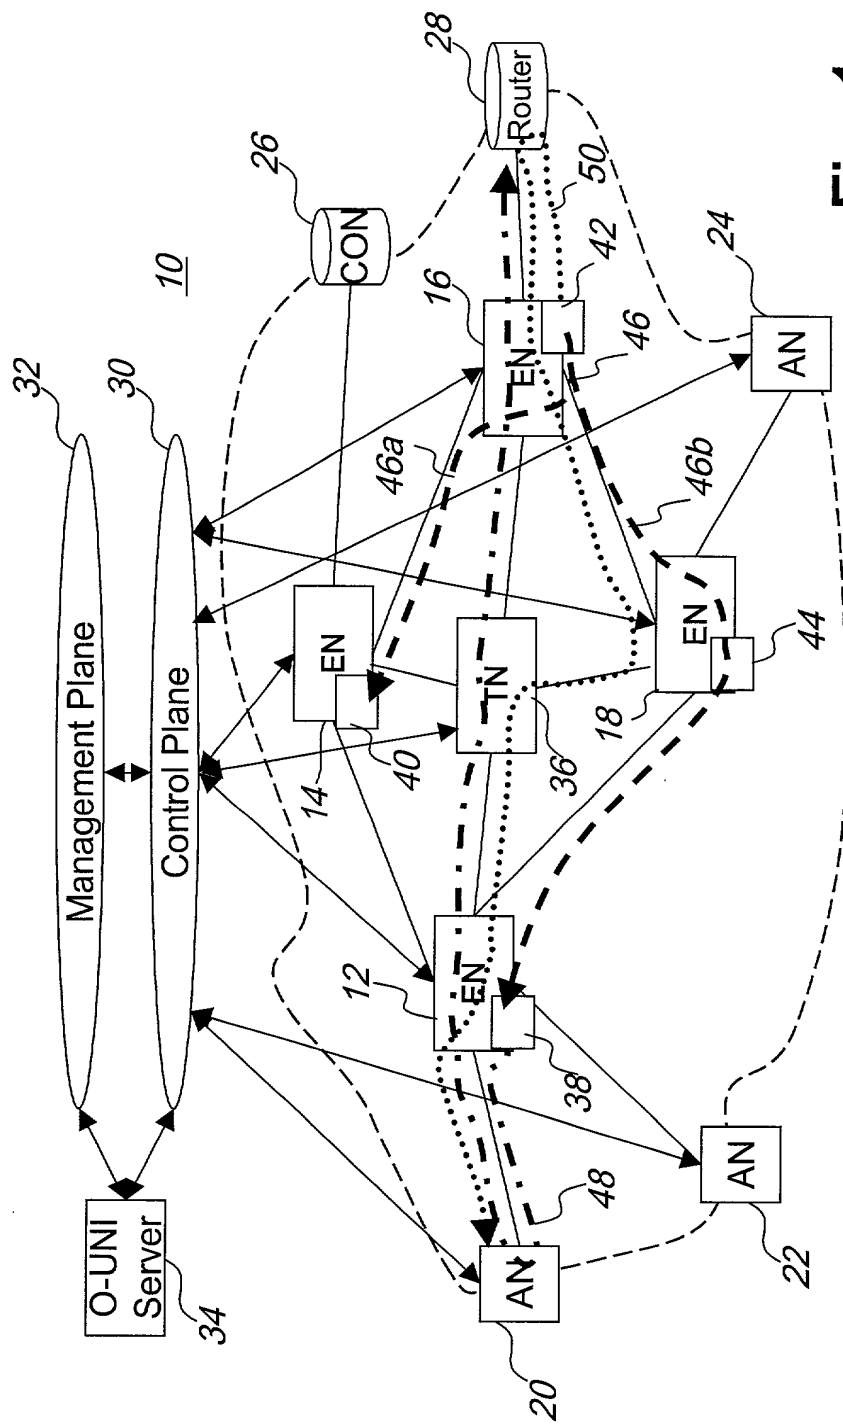 32
Management Plane
30
Control Plane
O-UNI
Server
34
10
26
CON
28
Router
EN
14
40
46a
16
EN
42
50
46
12
EN
38
TN
36
46b
EN
18
44
24
AN
AN
20
48
AN
22